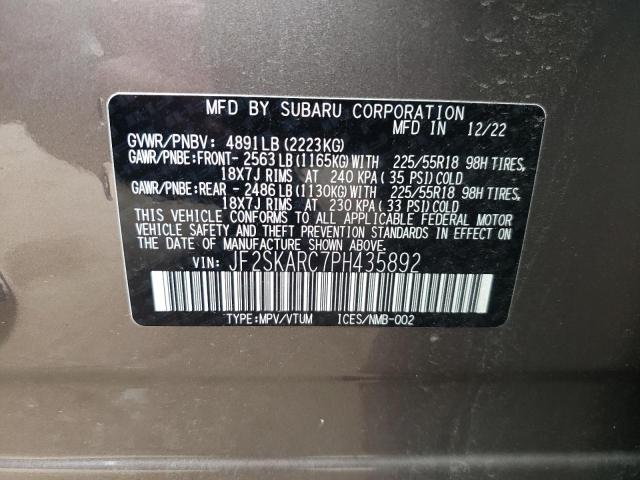 MFD BY SUBARU CORPORATION
MFD IN 12/22
GVWR/PNBV: 4891LB(2223KG)
GAWR/PNBE:FRONT- 2563LB(1165KG)WITH 225/55R18 98H TIRES,
18X7J RIMS AT 240 KPA( 35 PSI)COLD
GAWR/PNBE:REAR - 2486LB(1130KG)WITH 225/55R18 98H TIRES,
18X7J RIMS AT 230 KPA( 33 PSI)COLD
THIS VEHICLE CONFORMS TO ALL APPLICABLE FEDERAL MOTOR
VEHICLE SAFETY AND THEFT PREVENTION STANDARDS IN EFFECT
ON THE DATE OF MANUFACTURE SHOWN ABOVE.
VIN: JF2SKARC7PH435892
TYPE:MPV/VTUM ICES/NMB-002